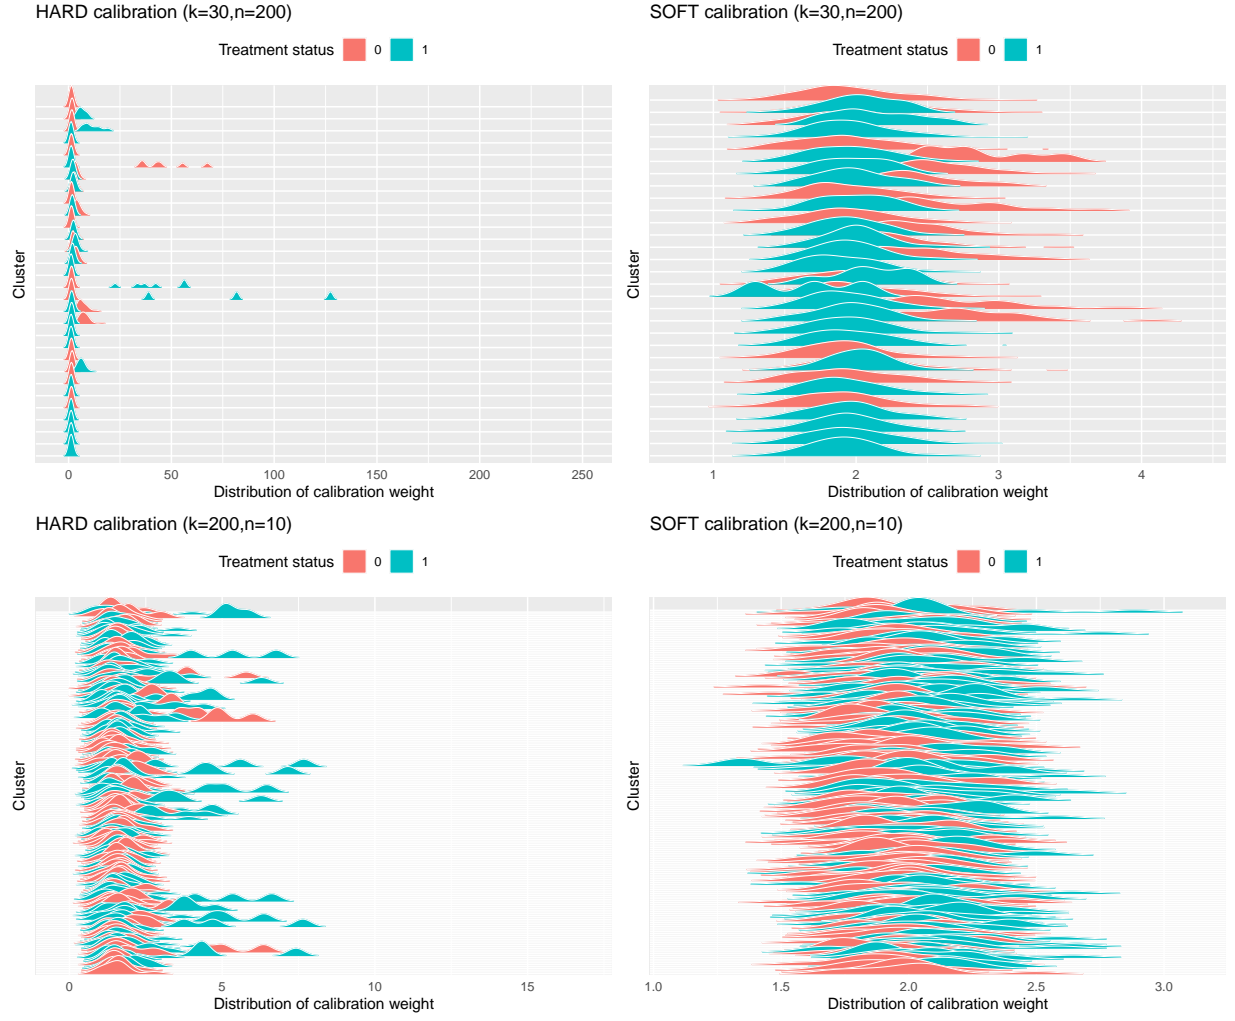 HARD calibration (k=30,n=200)
Treatment status 0 1
Cluster
0 50 100 150 200 250
Distribution of calibration weight
SOFT calibration (k=30,n=200)
Treatment status 0 1
Cluster
1 2 3 4
Distribution of calibration weight
HARD calibration (k=200,n=10)
Treatment status 0 1
Cluster
0 5 10 15
Distribution of calibration weight
SOFT calibration (k=200,n=10)
Treatment status 0 1
Cluster
1.0 1.5 2.0 2.5 3.0
Distribution of calibration weight